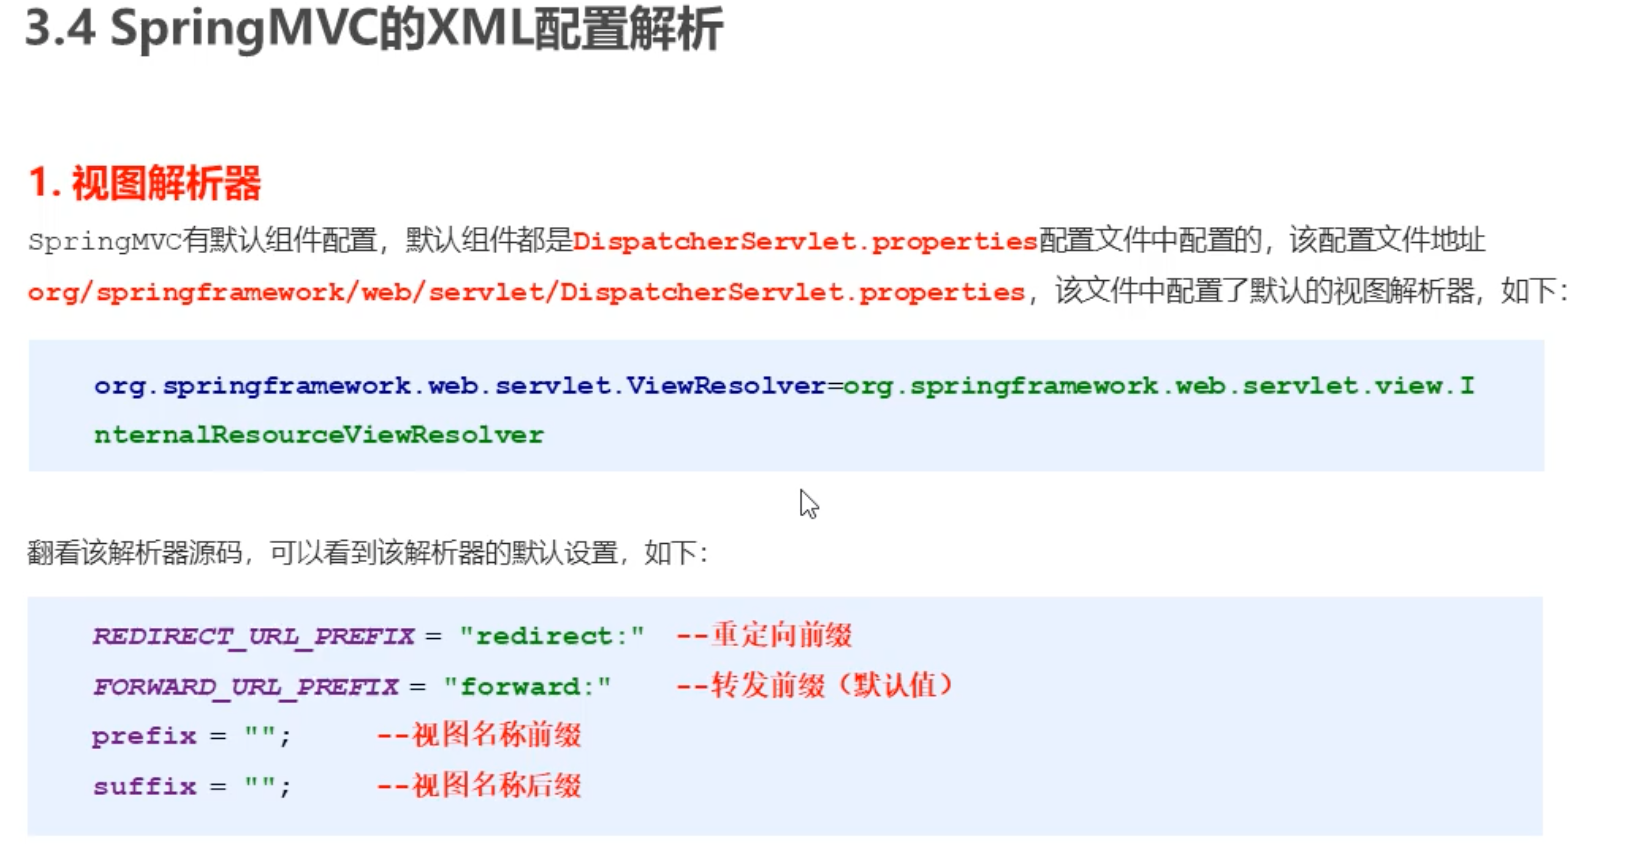 3.4 SpringMVC的XML配置解析
1. 视图解析器
SpringMVC有默认组件配置，默认组件都是DispatcherServlet.properties配置文件中配置的，该配置文件地址
org/springframework/web/servlet/DispatcherServlet.properties，该文件中配置了默认的视图解析器，如下：
org.springframework.web.servlet.ViewResolver=org.springframework.web.servlet.view.I
nternalResourceViewResolver
翻看该解析器源码，可以看到该解析器的默认设置，如下：
REDIRECT_URL_PREFIX = "redirect:" --重定向前缀
FORWARD_URL_PREFIX = "forward:" --转发前缀（默认值）
prefix = ""; --视图名称前缀
suffix = ""; --视图名称后缀